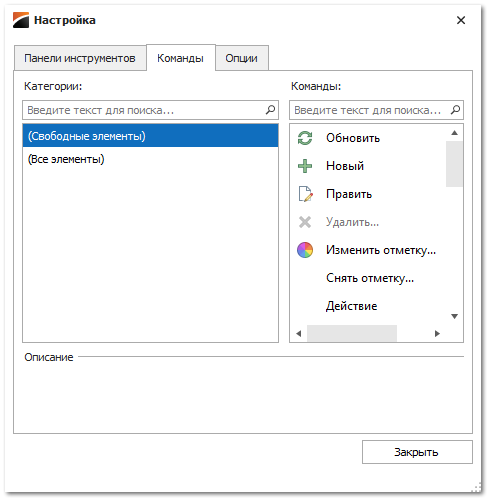 Настройка
Панели инструментов Команды Опции
Категории: Команды:
Введите текст для поиска... Введите текст для поиска...
(Свободные элементы)
(Все элементы)
Обновить
Новый
Править
Удалить...
Изменить отметку...
Снять отметку...
Действие
Описание
Закрыть